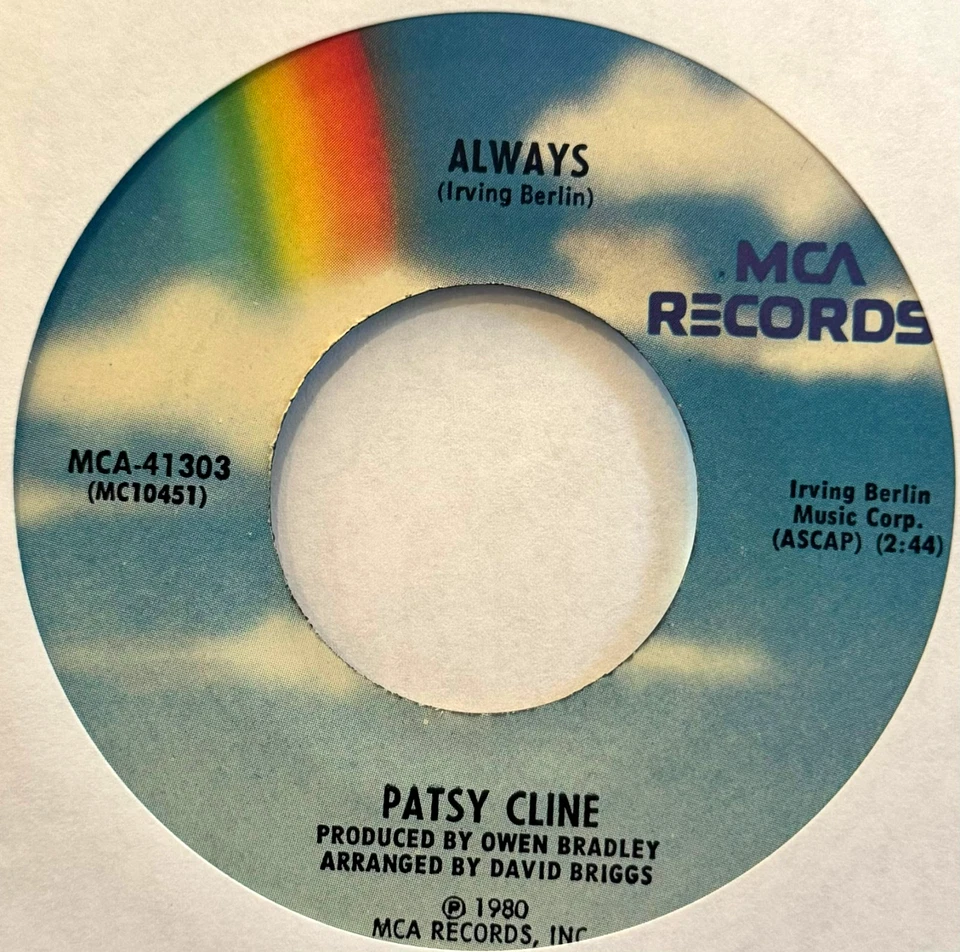 ALWAYS
(Irving Berlin)
MCA
RECORDS
MCA-41303
(MC10451)
Irving Berlin
Music Corp.
(ASCAP) (2:44)
PATSY CLINE
PRODUCED BY OWEN BRADLEY
ARRANGED BY DAVID BRIGGS
℗ 1980
MCA RECORDS, INC